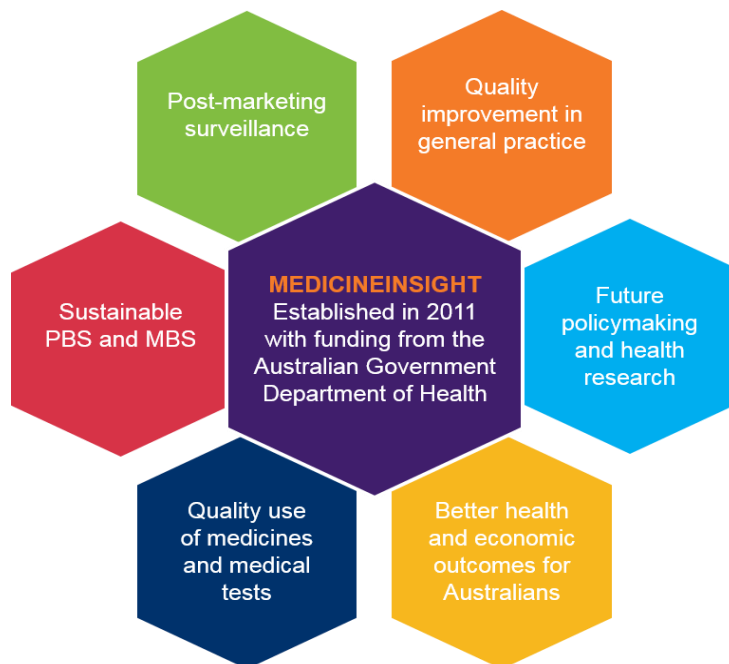 Post-marketing
surveillance
Quality
improvement in
general practice
Sustainable
PBS and MBS
MEDICINEINSIGHT
Established in 2011
with funding from the
Australian Government
Department of Health
Future
policymaking
and health
research
Quality use
of medicines
and medical
tests
Better health
and economic
outcomes for
Australians